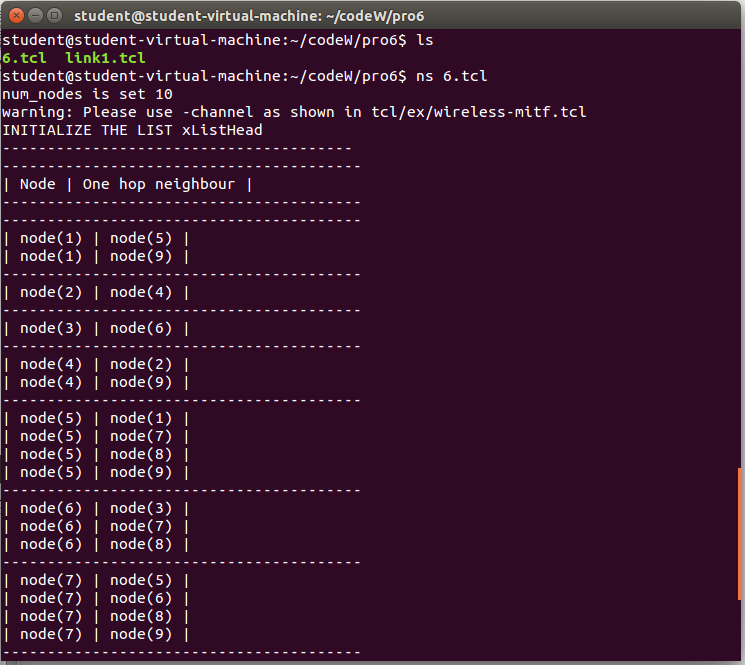 student@student-virtual-machine: ~/codeW/pro6
student@student-virtual-machine:~/codeW/pro6$ ls
6.tcl  link1.tcl
student@student-virtual-machine:~/codeW/pro6$ ns 6.tcl
num_nodes is set 10
warning: Please use -channel as shown in tcl/ex/wireless-mitf.tcl
INITIALIZE THE LIST xListHead
---------------------------------------
----------------------------------------
| Node | One hop neighbour |
----------------------------------------
----------------------------------------
| node(1) | node(5) |
| node(1) | node(9) |
----------------------------------------
| node(2) | node(4) |
----------------------------------------
| node(3) | node(6) |
----------------------------------------
| node(4) | node(2) |
| node(4) | node(9) |
----------------------------------------
| node(5) | node(1) |
| node(5) | node(7) |
| node(5) | node(8) |
| node(5) | node(9) |
----------------------------------------
| node(6) | node(3) |
| node(6) | node(7) |
| node(6) | node(8) |
----------------------------------------
| node(7) | node(5) |
| node(7) | node(6) |
| node(7) | node(8) |
| node(7) | node(9) |
----------------------------------------